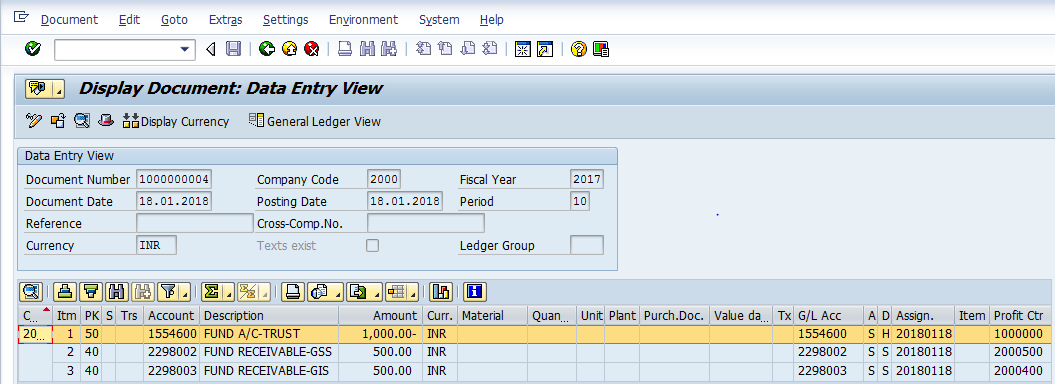 Document Edit Goto Extras Settings Environment System Help
Display Document: Data Entry View
Display Currency General Ledger View
Data Entry View
Document Number 1000000004 Company Code 2000 Fiscal Year 2017
Document Date 18.01.2018 Posting Date 18.01.2018 Period 10
Reference Cross-Comp.No.
Currency INR Texts exist Ledger Group
C... Itm PK S Trs Account Description Amount Curr. Material Quan... Unit Plant Purch.Doc. Value da... Tx G/L Acc A D Assign. Item Profit Ctr
20... 1 50 1554600 FUND A/C-TRUST 1,000.00- INR 1554600 S H 20180118 1000000
2 40 2298002 FUND RECEIVABLE-GSS 500.00 INR 2298002 S S 20180118 2000500
3 40 2298003 FUND RECEIVABLE-GIS 500.00 INR 2298003 S S 20180118 2000400